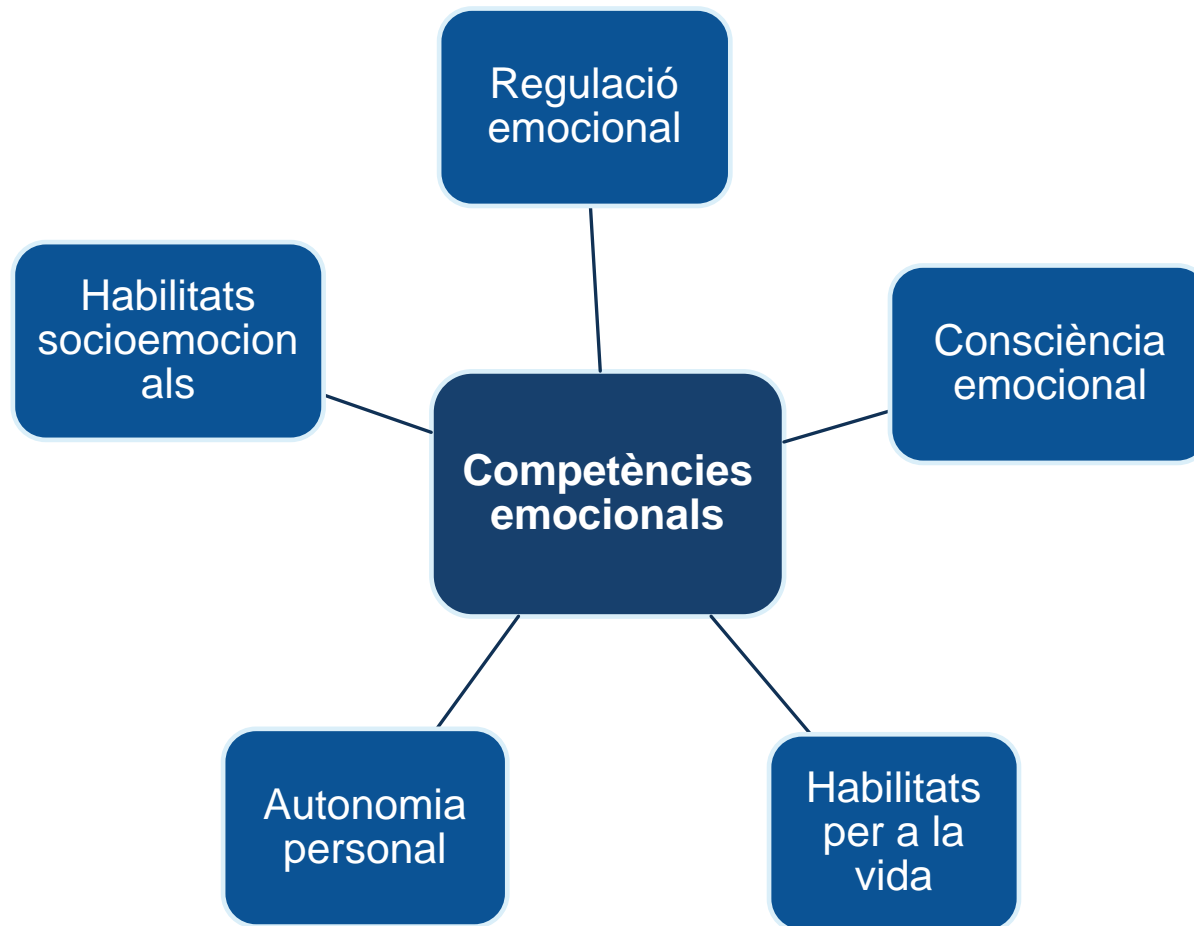 Regulació
emocional
Habilitats
socioemocion
als
Consciència
emocional
Competències
emocionals
Autonomia
personal
Habilitats
per a la
vida